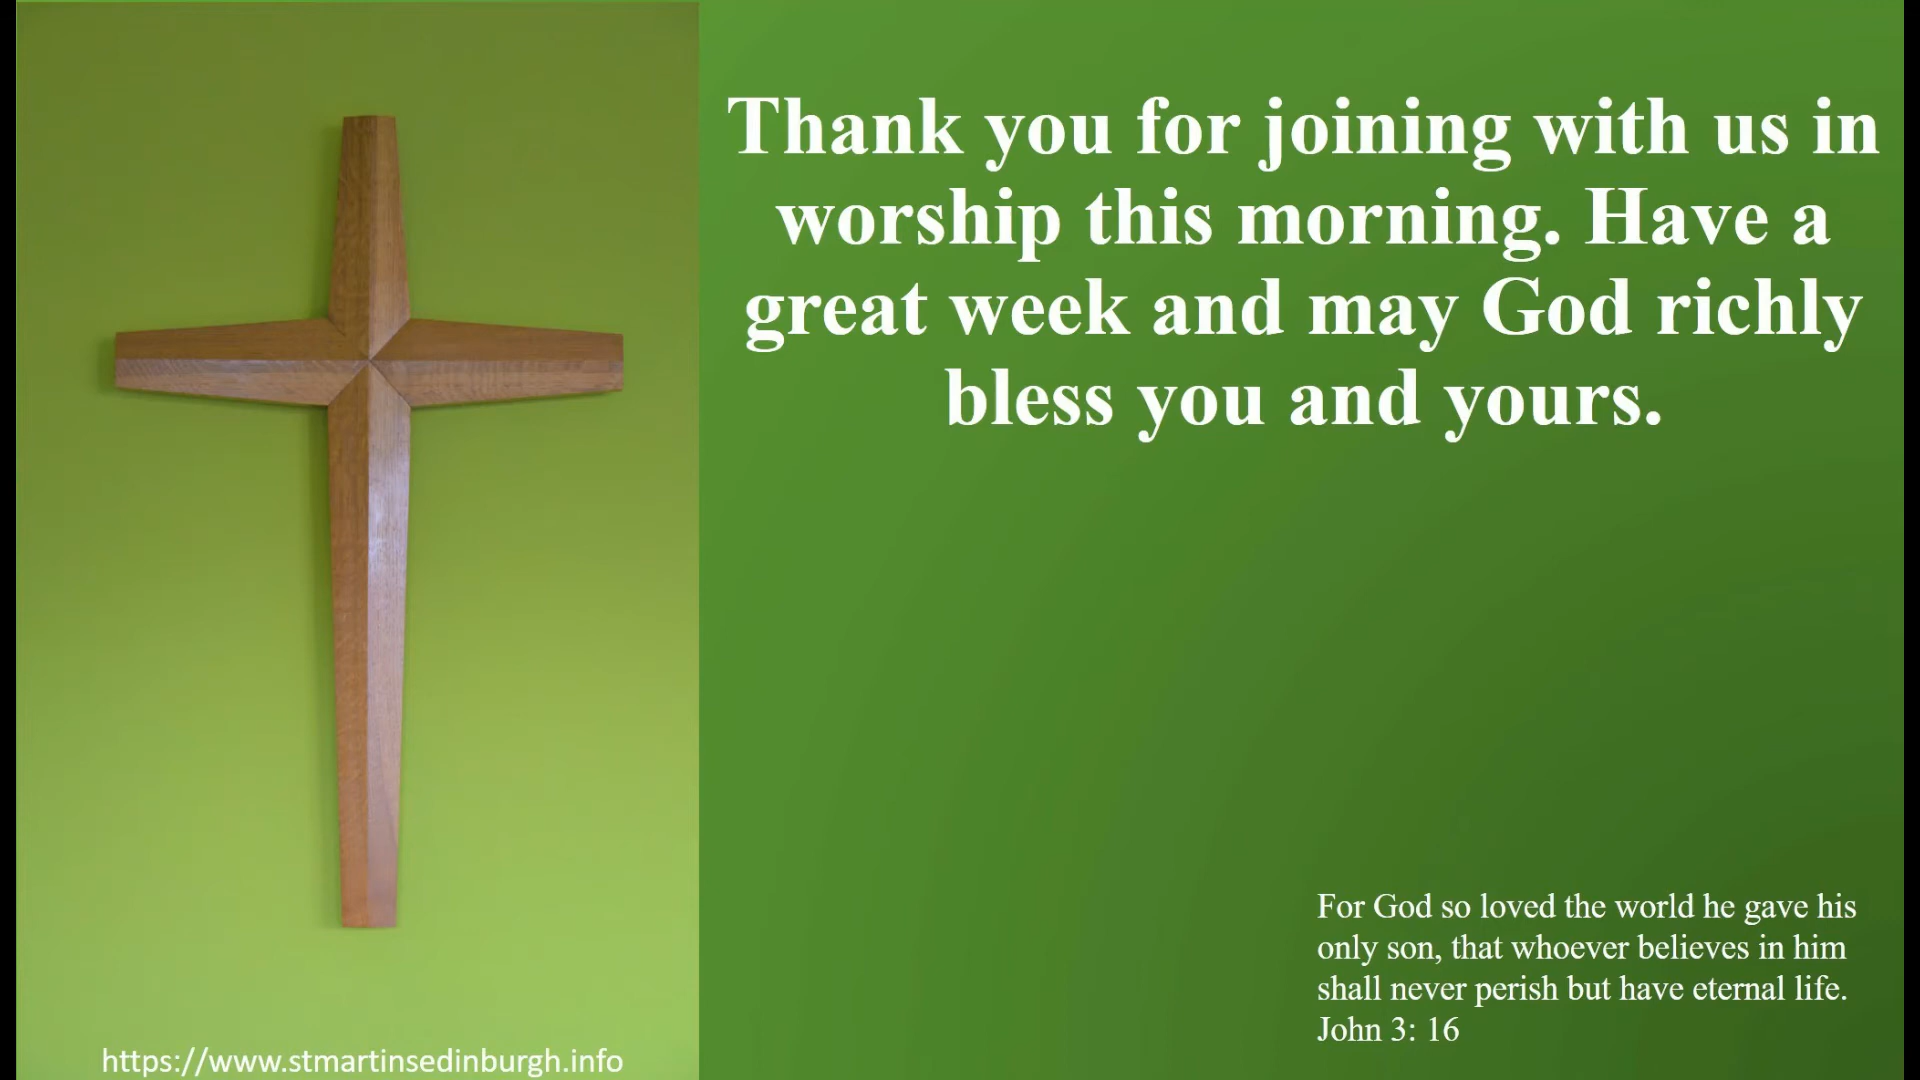 Thank you for joining with us in
worship this morning. Have a
great week and may God richly
bless you and yours.
For God so loved the world he gave his
only son, that whoever believes in him
shall never perish but have eternal life.
John 3: 16
https://www.stmartinsedinburgh.info